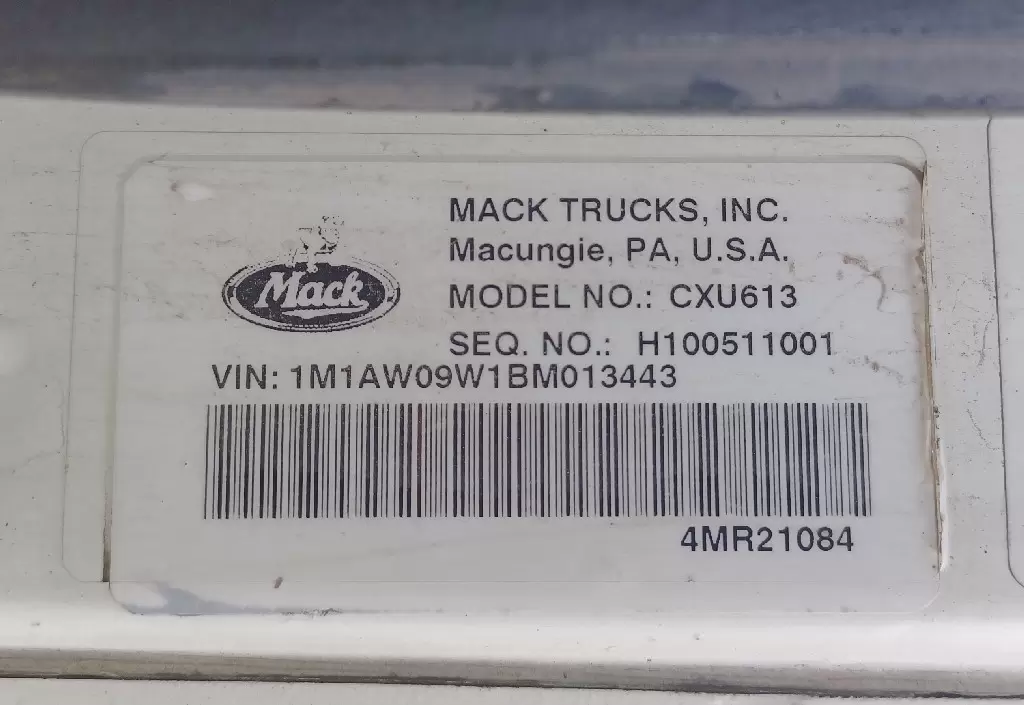 MACK TRUCKS, INC.
Macungie, PA, U.S.A.
Mack
MODEL NO.: CXU613
SEQ. NO.: H100511001
VIN: 1M1AW09W1BM013443
4MR21084